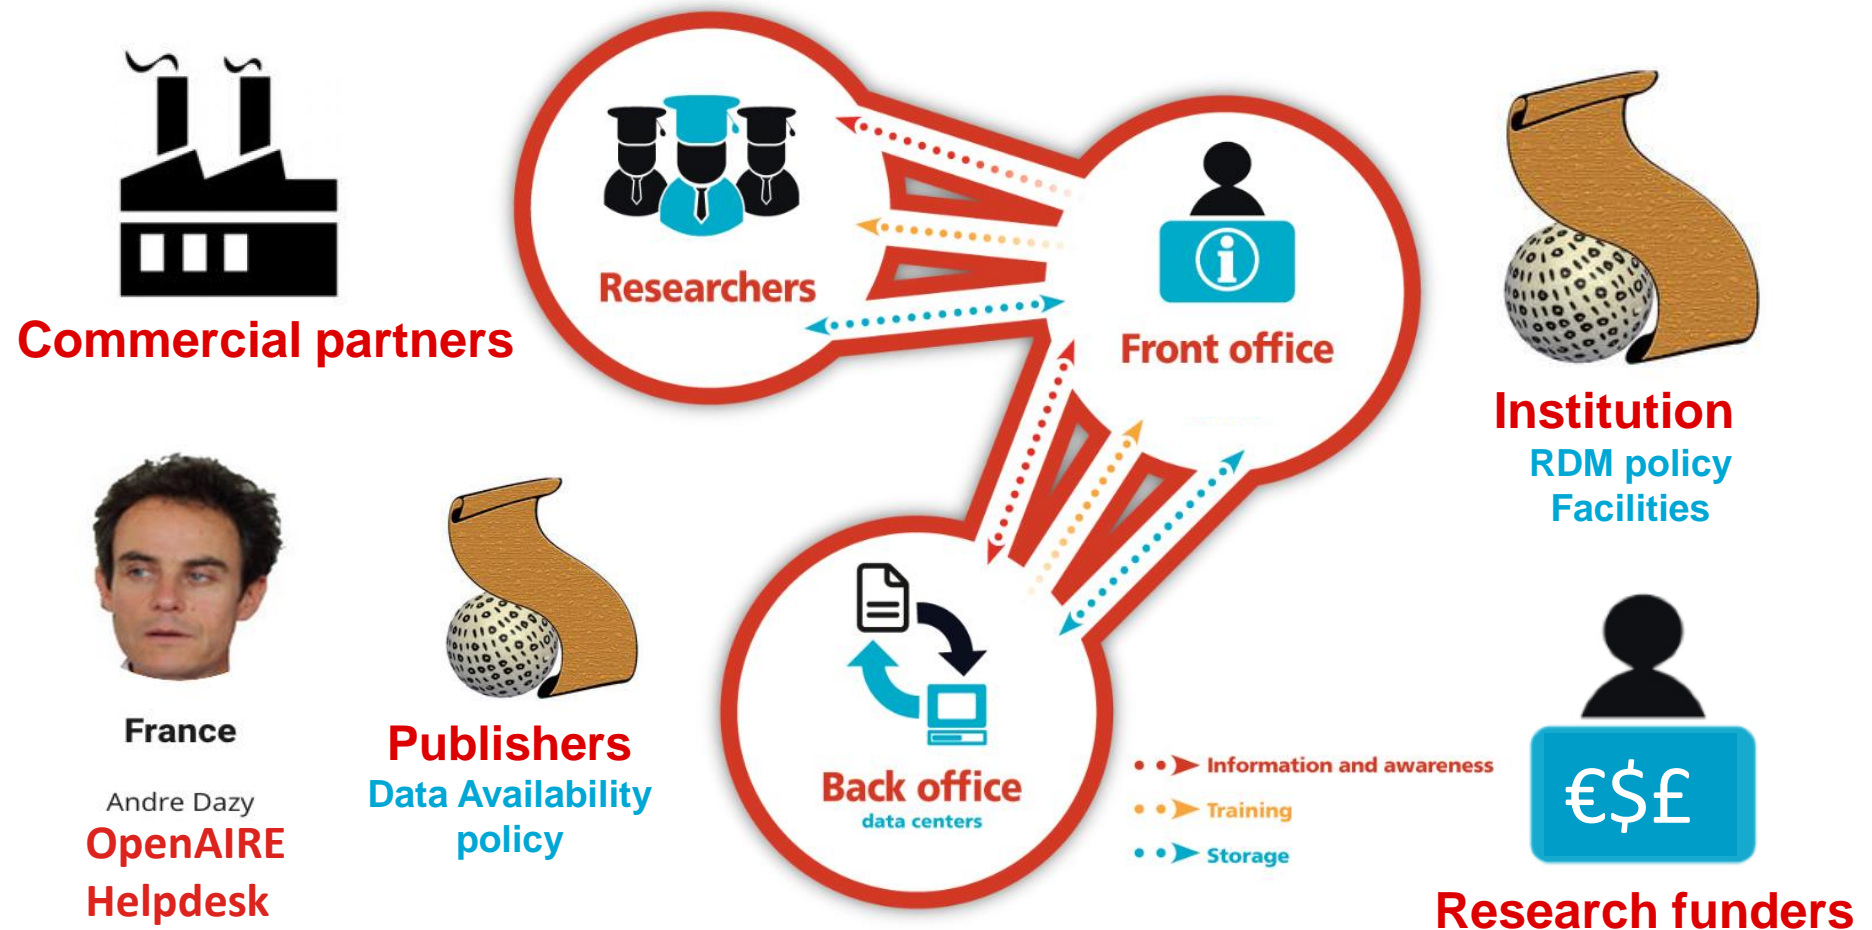 Commercial partners
Researchers
Front office
Institution
RDM policy
Facilities
France
Andre Dazy
OpenAIRE
Helpdesk
Publishers
Data Availability
policy
Back office
data centers
Information and awareness
Training
Storage
€$£
Research funders